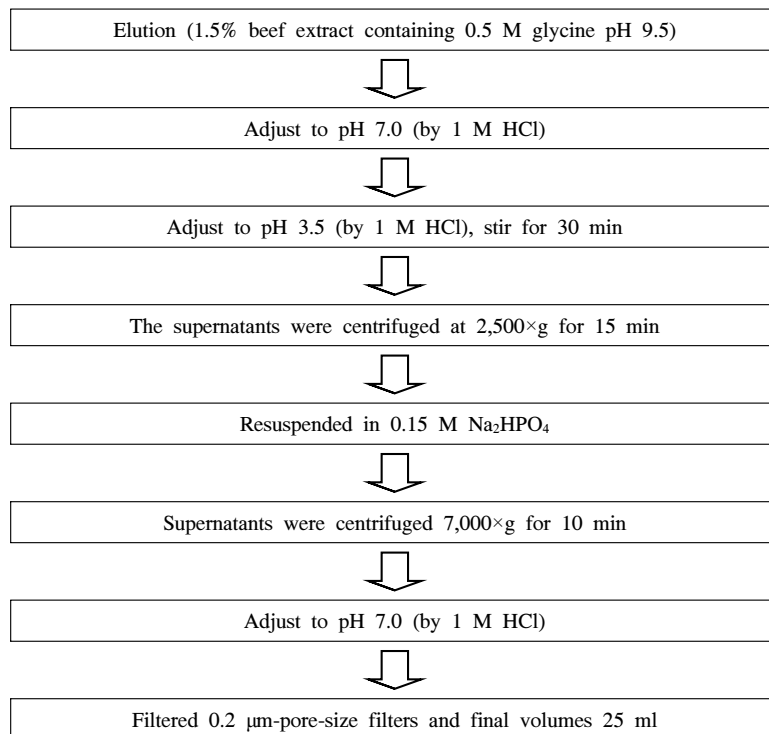 Elution (1.5% beef extract containing 0.5 M glycine pH 9.5)
Adjust to pH 7.0 (by 1 M HCl)
Adjust to pH 3.5 (by 1 M HCl), stir for 30 min
The supernatants were centrifuged at 2,500×g for 15 min
Resuspended in 0.15 M Na₂HPO₄
Supernatants were centrifuged 7,000×g for 10 min
Adjust to pH 7.0 (by 1 M HCl)
Filtered 0.2 μm-pore-size filters and final volumes 25 ml